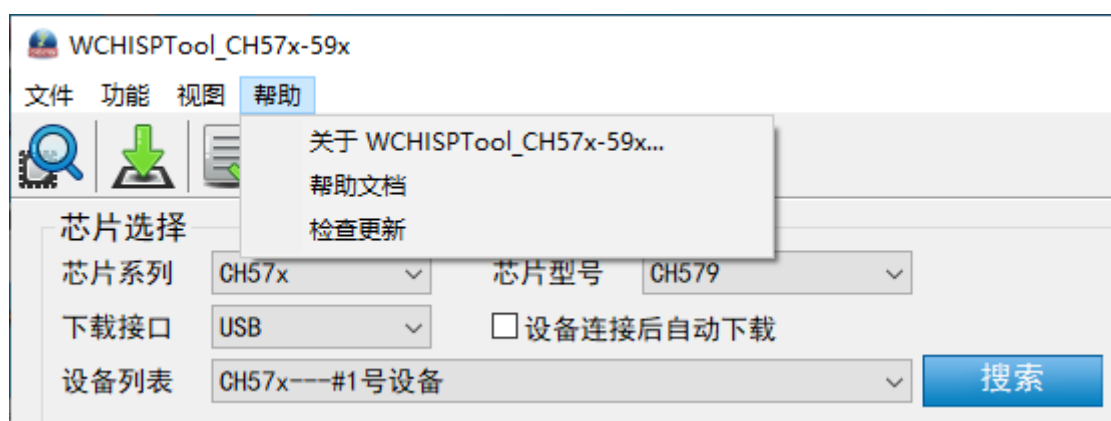 WCHISPTool_CH57x-59x
文件 功能 视图 帮助
关于 WCHISPTool_CH57x-59x...
帮助文档
检查更新
芯片选择
芯片系列 CH57x 芯片型号 CH579
下载接口 USB 设备连接后自动下载
设备列表 CH57x---#1号设备 搜索